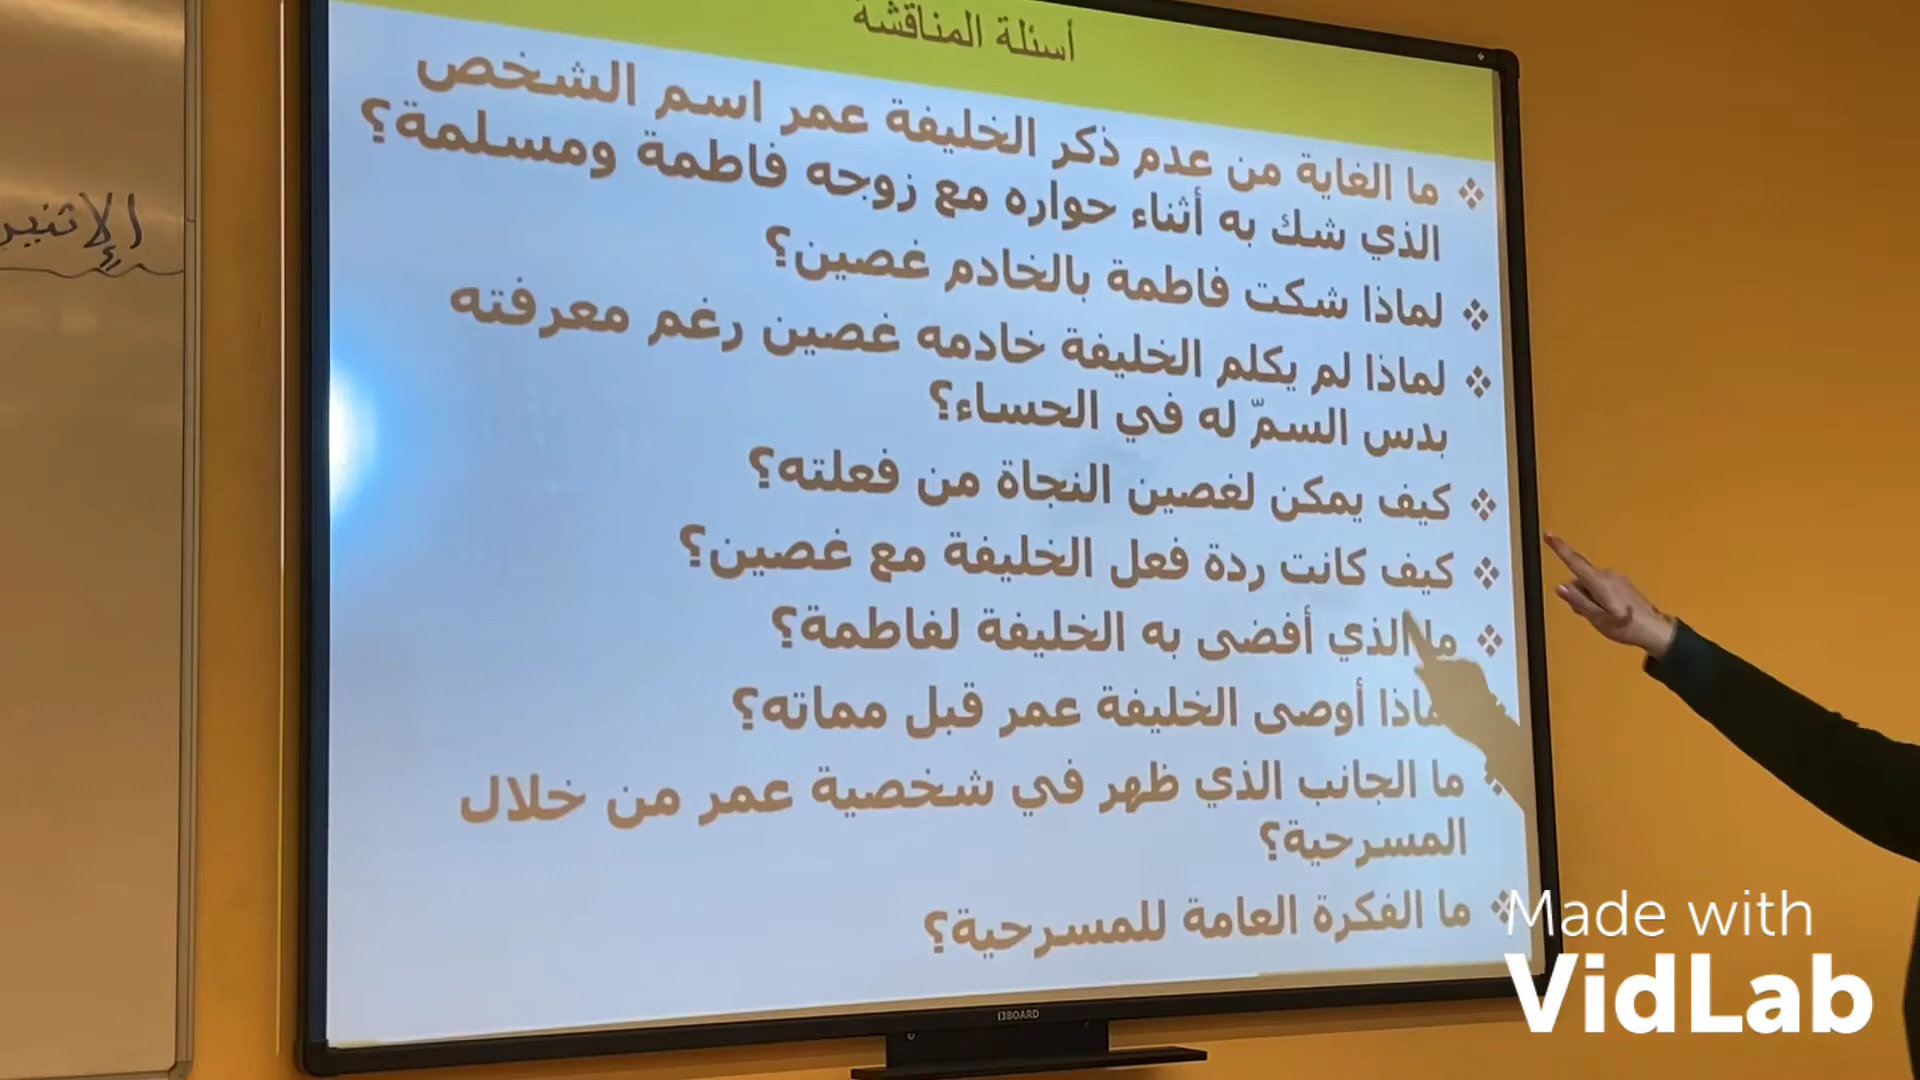 أسئلة المناقشة
❖ ما الغاية من عدم ذكر الخليفة عمر اسم الشخص
الذي شك به أثناء حواره مع زوجه فاطمة ومسلمة؟
❖ لماذا شكت فاطمة بالخادم غصين؟
❖ لماذا لم يكلم الخليفة خادمه غصين رغم معرفته
بدس السمّ له في الحساء؟
❖ كيف يمكن لغصين النجاة من فعلته؟
❖ كيف كانت ردة فعل الخليفة مع غصين؟
❖ ما الذي أفضى به الخليفة لفاطمة؟
ماذا أوصى الخليفة عمر قبل مماته؟
❖ ما الجانب الذي ظهر في شخصية عمر من خلال
المسرحية؟
❖ ما الفكرة العامة للمسرحية؟
i3BOARD
Made with
VidLab